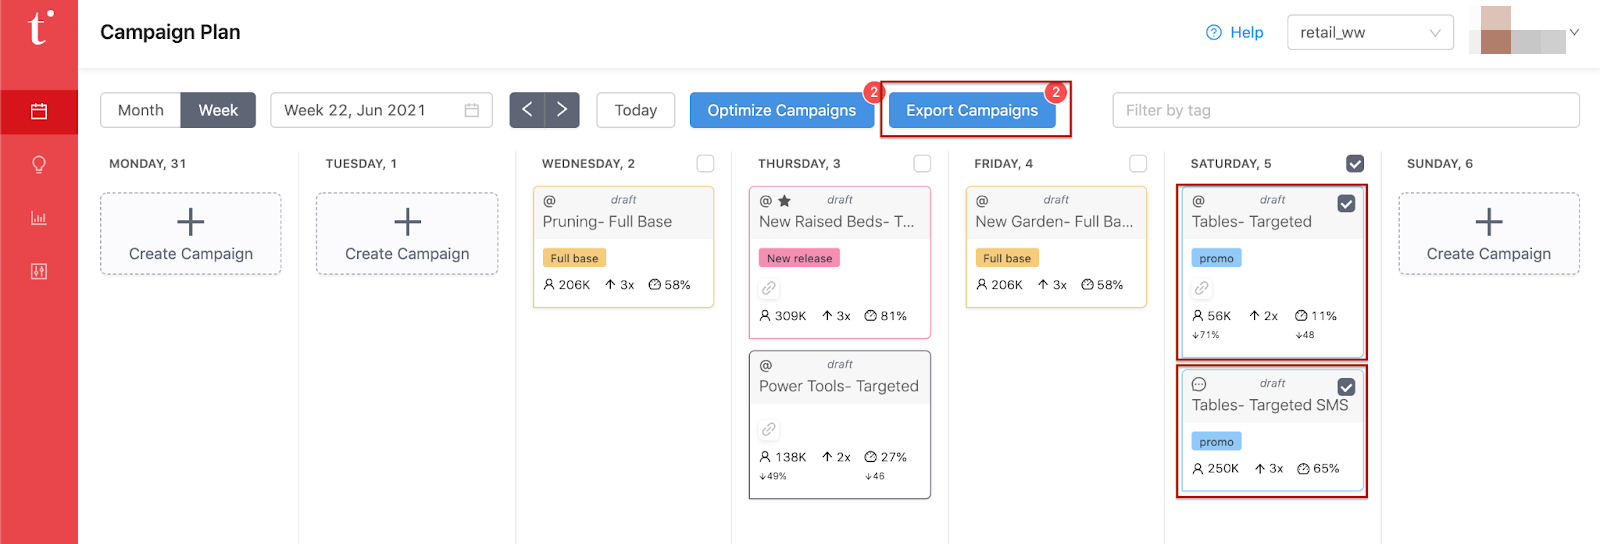 t
Campaign Plan
Help
retail_ww
Month
Week
Week 22, Jun 2021
Today
Optimize Campaigns
2
Export Campaigns
2
Filter by tag
MONDAY, 31
Create Campaign
TUESDAY, 1
Create Campaign
WEDNESDAY, 2
@ draft
Pruning- Full Base
Full base
206K ↑ 3x 58%
THURSDAY, 3
@ ★ draft
New Raised Beds- T...
New release
309K ↑ 3x 81%
@ draft
Power Tools- Targeted
138K ↑ 2x 27%
↓49% ↓46
FRIDAY, 4
@ draft
New Garden- Full Ba...
Full base
206K ↑ 3x 58%
SATURDAY, 5
@ draft
Tables- Targeted
promo
56K ↑ 2x 11%
↓71% ↓48
draft
Tables- Targeted SMS
promo
250K ↑ 3x 65%
SUNDAY, 6
Create Campaign